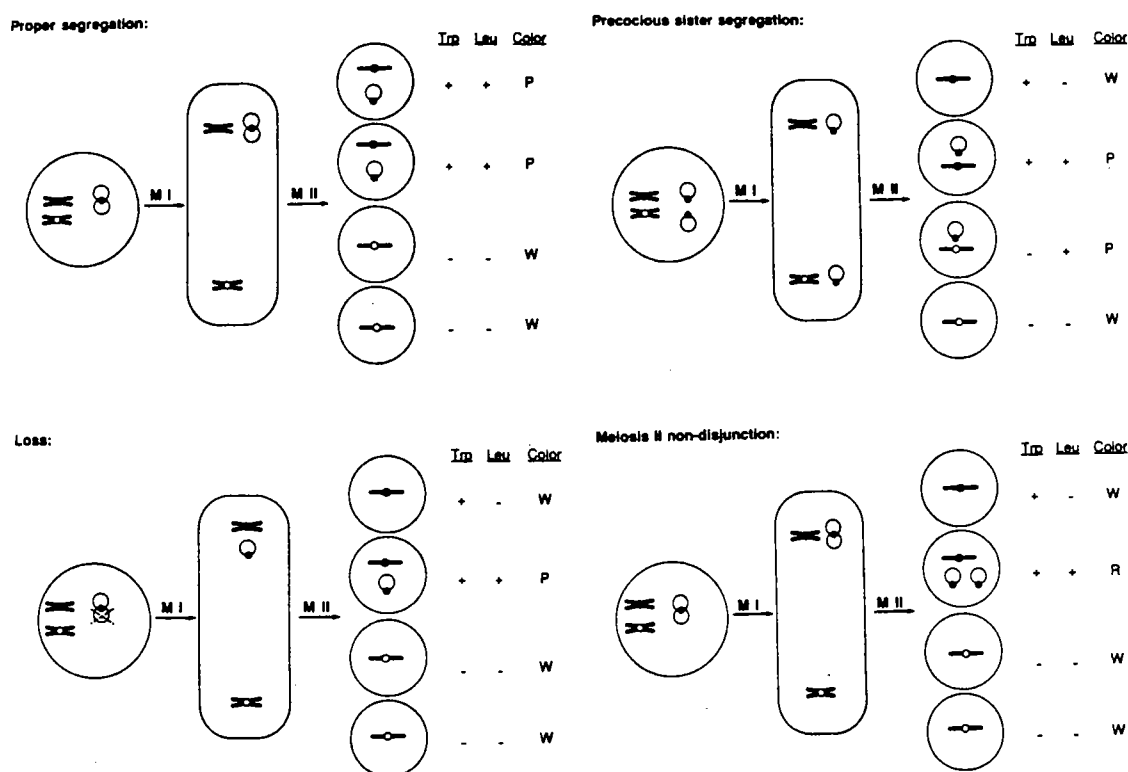 Proper segregation:
Trp Leu Color
+ + P
M I
M II
+ + P
- - W
- - W
Precocious sister segregation:
Trp Leu Color
+ - W
M I
M II
+ + P
- + P
- - W
Loss:
Trp Leu Color
+ - W
M I
M II
+ + P
- - W
- - W
Meiosis II non-disjunction:
Trp Leu Color
+ - W
M I
M II
+ + R
- - W
- - W